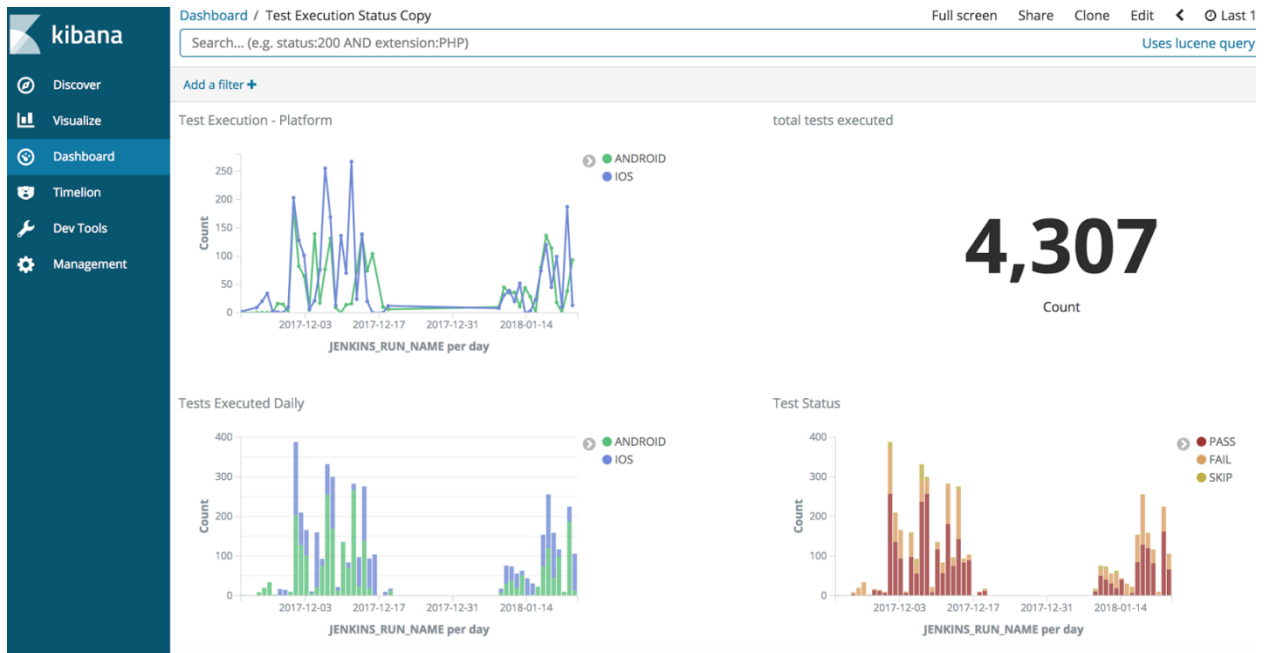 kibana
Discover
Visualize
Dashboard
Timelion
Dev Tools
Management
Dashboard / Test Execution Status Copy
Full screen Share Clone Edit Last 1
Search... (e.g. status:200 AND extension:PHP)
Uses lucene query
Add a filter +
Test Execution - Platform
250
200
150
100
50
0
Count
2017-12-03 2017-12-17 2017-12-31 2018-01-14
JENKINS_RUN_NAME per day
ANDROID
IOS
total tests executed
4,307
Count
Tests Executed Daily
400
300
200
100
0
Count
2017-12-03 2017-12-17 2017-12-31 2018-01-14
JENKINS_RUN_NAME per day
ANDROID
IOS
Test Status
400
300
200
100
0
Count
2017-12-03 2017-12-17 2017-12-31 2018-01-14
JENKINS_RUN_NAME per day
PASS
FAIL
SKIP